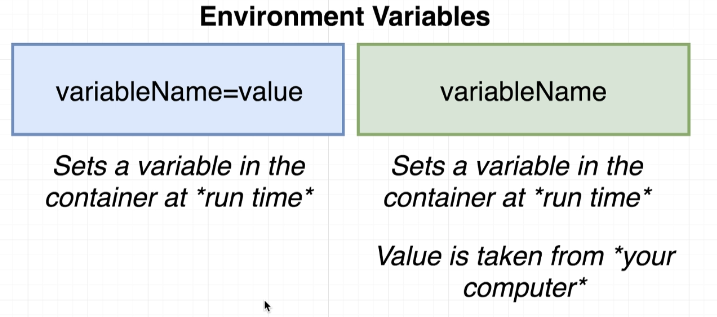 Environment Variables
variableName=value
variableName
Sets a variable in the
container at *run time*
Sets a variable in the
container at *run time*
Value is taken from *your
computer*